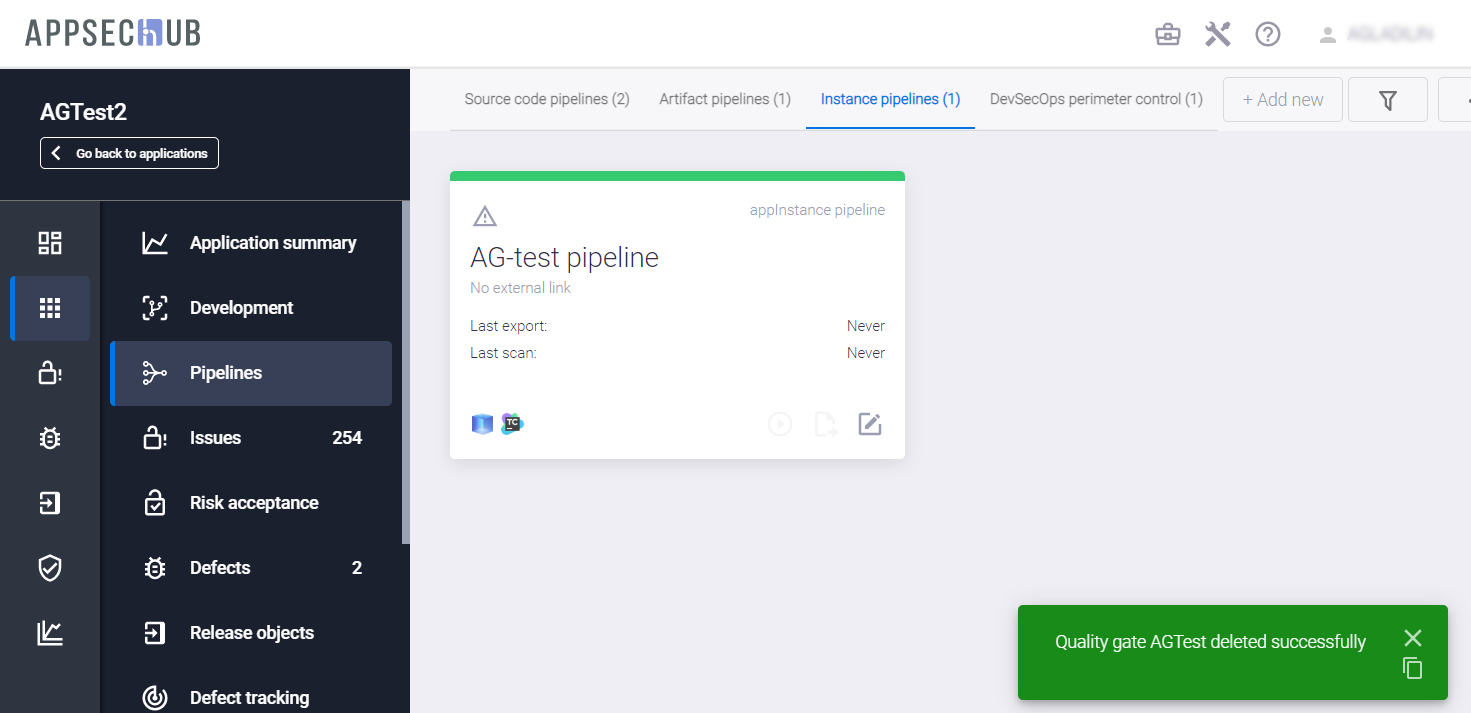 APPSECHUB
AGTest2
Go back to applications
Application summary
Development
Pipelines
Issues 254
Risk acceptance
Defects 2
Release objects
Defect tracking
Source code pipelines (2) Artifact pipelines (1) Instance pipelines (1) DevSecOps perimeter control (1) + Add new
appInstance pipeline
AG-test pipeline
No external link
Last export: Never
Last scan: Never
TC
Quality gate AGTest deleted successfully